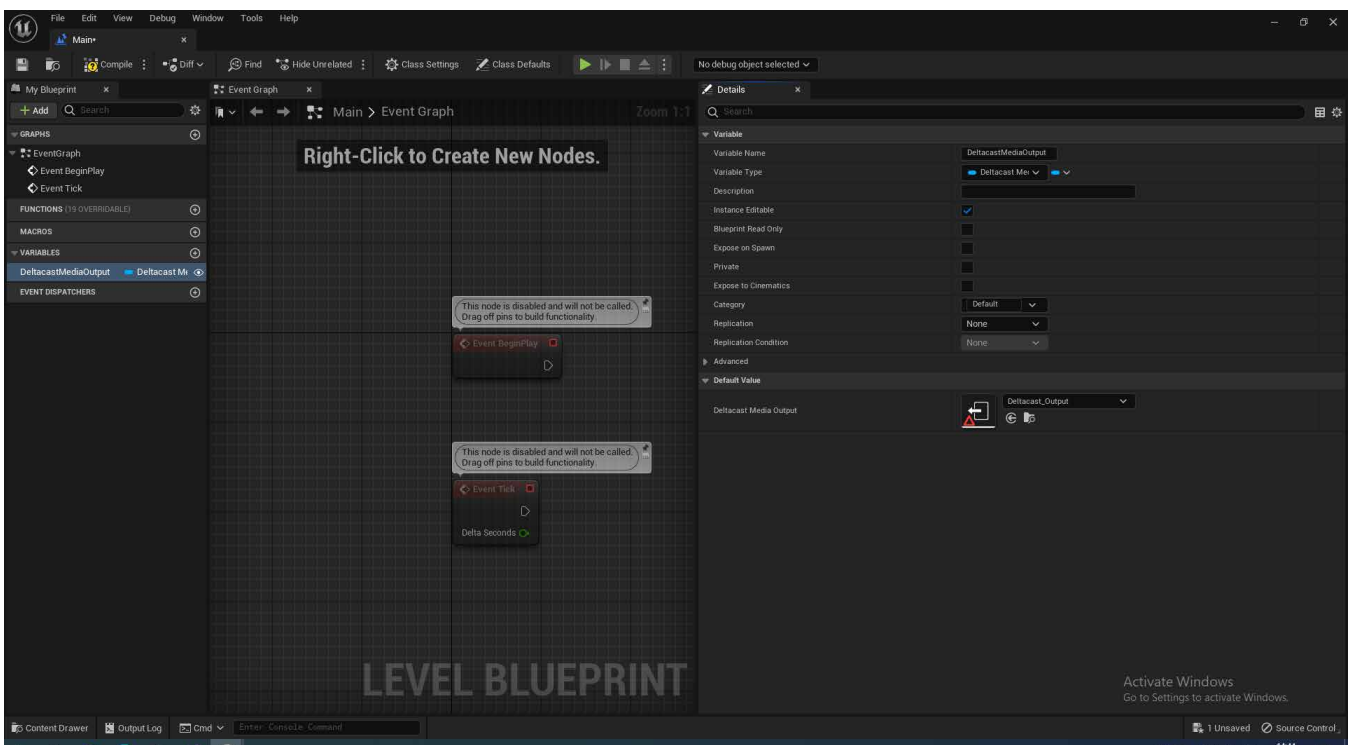 File Edit View Debug Window Tools Help
Main•
Compile Diff Find Hide Unrelated Class Settings Class Defaults No debug object selected
My Blueprint Event Graph Details
+ Add Search Main > Event Graph Zoom 1:1 Search
GRAPHS
EventGraph
Event BeginPlay
Event Tick
FUNCTIONS (19 OVERRIDABLE)
MACROS
VARIABLES
DeltacastMediaOutput Deltacast Me
EVENT DISPATCHERS
Right-Click to Create New Nodes.
This node is disabled and will not be called.
Drag off pins to build functionality.
Event BeginPlay
This node is disabled and will not be called.
Drag off pins to build functionality.
Event Tick
Delta Seconds
LEVEL BLUEPRINT
Variable
Variable Name DeltacastMediaOutput
Variable Type Deltacast Me
Description
Instance Editable
Blueprint Read Only
Expose on Spawn
Private
Expose to Cinematics
Category Default
Replication None
Replication Condition None
Advanced
Default Value
Deltacast Media Output Deltacast_Output
Activate Windows
Go to Settings to activate Windows.
Content Drawer Output Log Cmd Enter Console Command 1 Unsaved Source Control